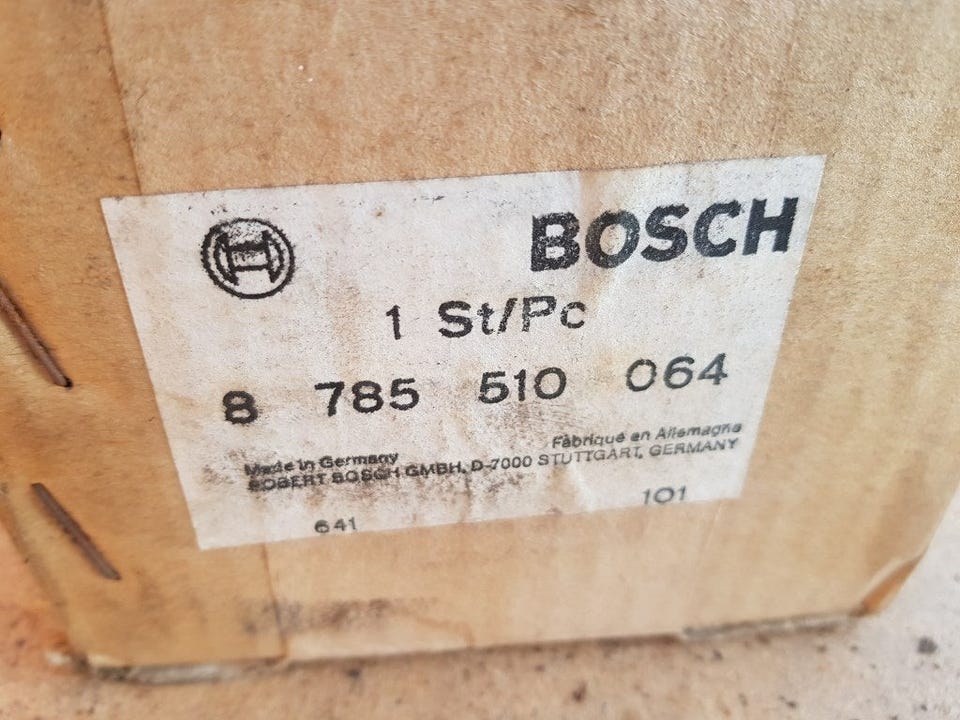 BOSCH
1 St/Pc
8 785 510 064
Made in Germany Fabriqué en Allemagne
ROBERT BOSCH GMBH, D-7000 STUTTGART, GERMANY
641 101